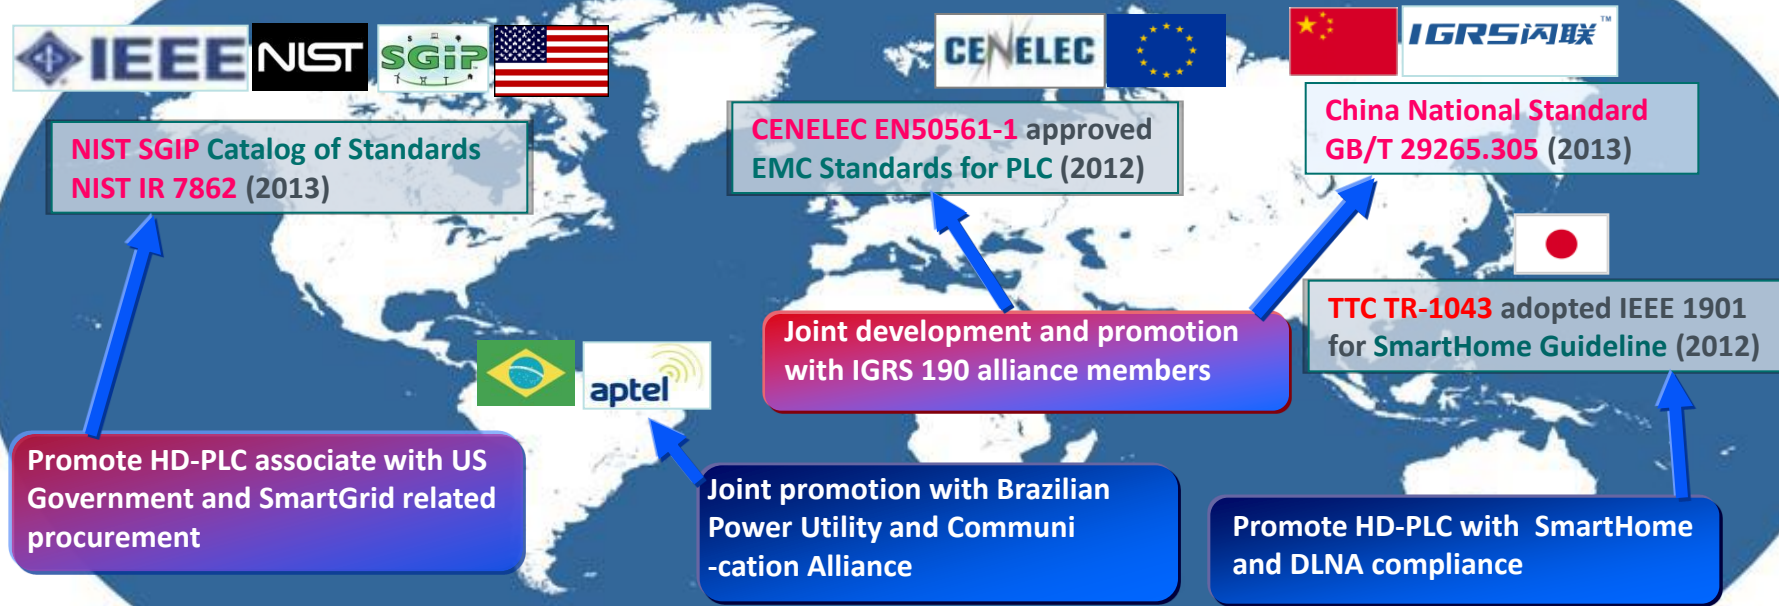 IEEE
NIST
SGiP
CENELEC
IGRS闪联™
NIST SGIP Catalog of Standards
NIST IR 7862 (2013)
CENELEC EN50561-1 approved
EMC Standards for PLC (2012)
China National Standard
GB/T 29265.305 (2013)
TTC TR-1043 adopted IEEE 1901
for SmartHome Guideline (2012)
Joint development and promotion
with IGRS 190 alliance members
aptel
Promote HD-PLC associate with US
Government and SmartGrid related
procurement
Joint promotion with Brazilian
Power Utility and Communi
-cation Alliance
Promote HD-PLC with SmartHome
and DLNA compliance